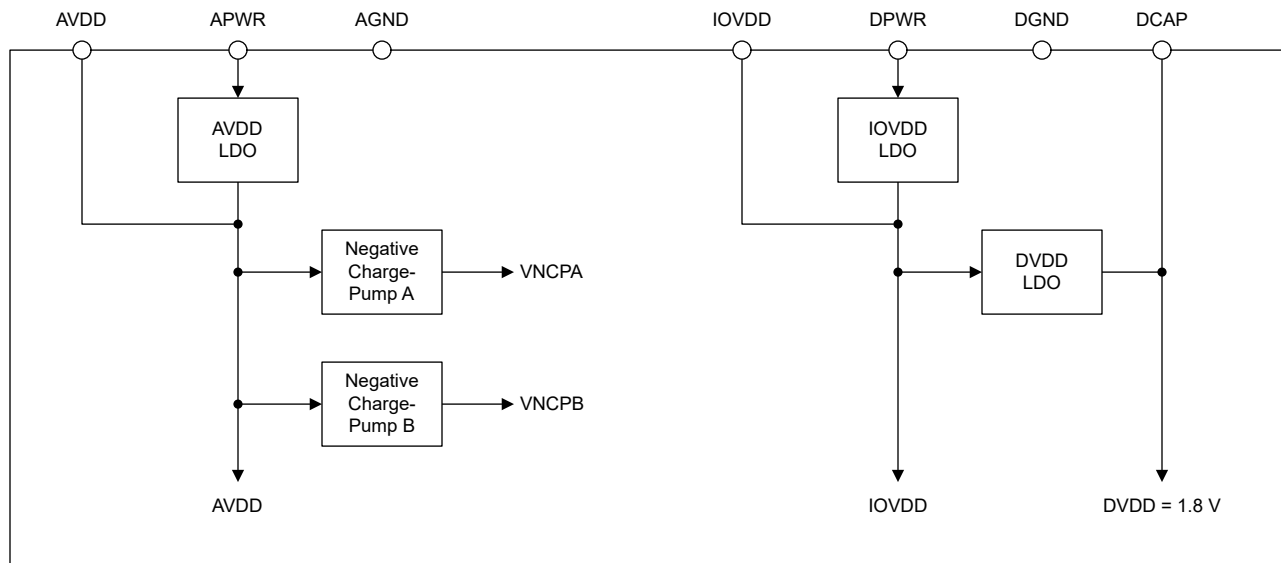 AVDD APWR AGND IOVDD DPWR DGND DCAP
AVDD
LDO
IOVDD
LDO
Negative
Charge-
Pump A
VNCPA
DVDD
LDO
Negative
Charge-
Pump B
VNCPB
AVDD IOVDD DVDD = 1.8 V